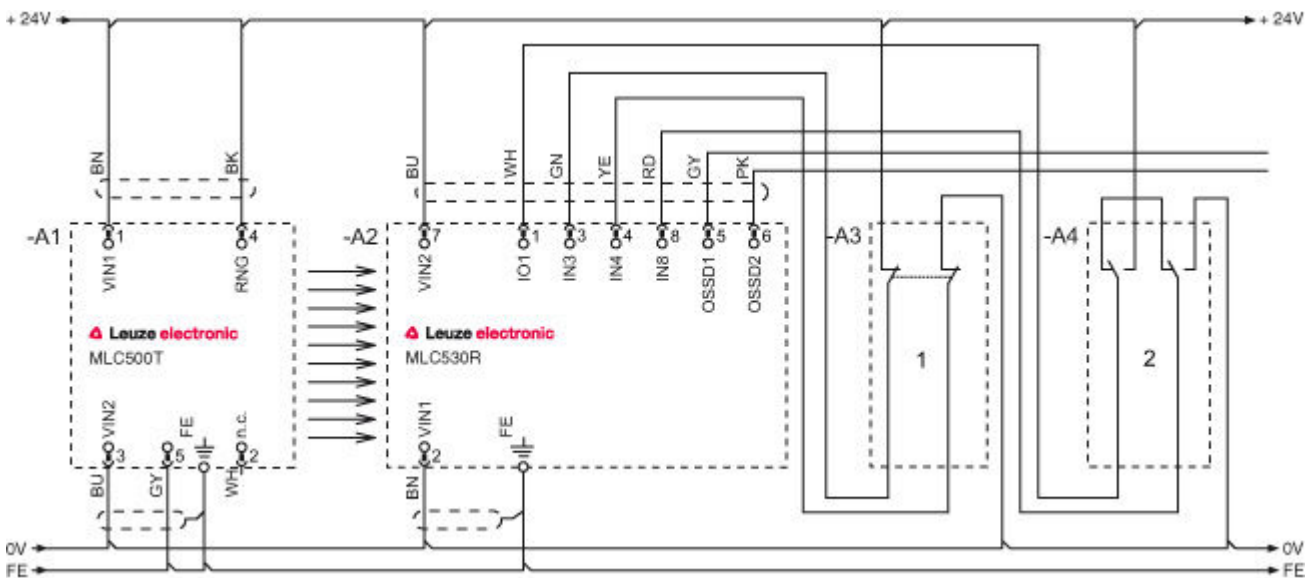 + 24V
+ 24V
BN
BK
BU
WH
GN
YE
RD
GY
PK
-A1
1
4
-A2
7
1
3
4
8
5
6
-A3
-A4
VIN1
RNG
VIN2
IO1
IN3
IN4
IN8
OSSD1
OSSD2
Leuze electronic
MLC500T
Leuze electronic
MLC530R
1
2
VIN2
FE
n.c.
VIN1
FE
3
5
2
2
BU
GY
WH
BN
0V
0V
FE
FE